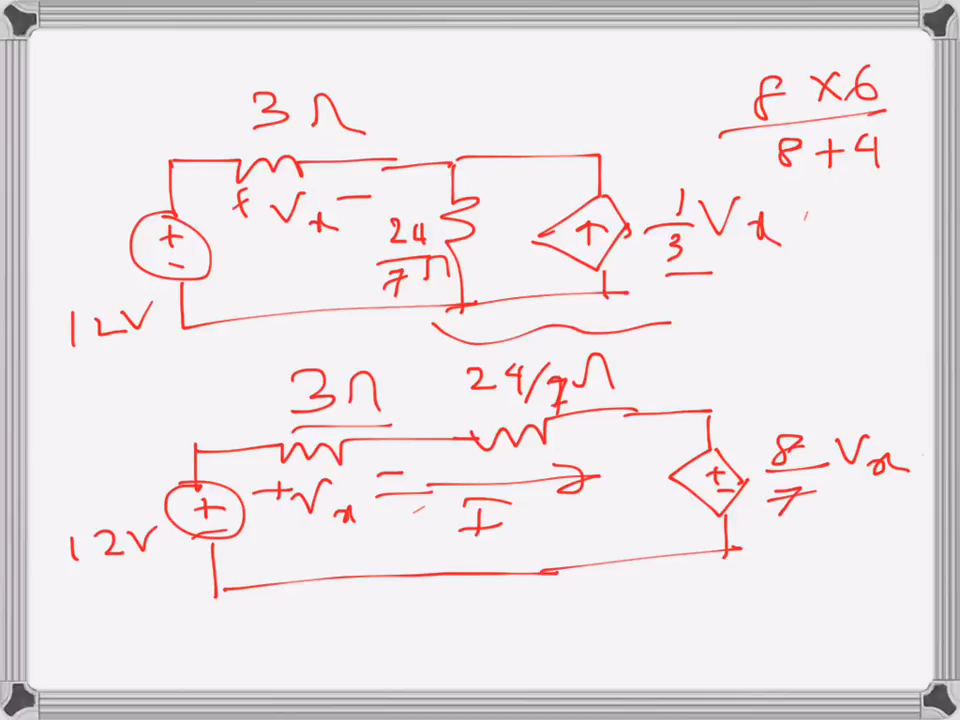 3 Ω
8 × 6
8 + 4
+ Vx −
24
7 Ω
↑
1
3 Vx
+
−
12V
3Ω
24/7 Ω
+ Vx −
I
+
−
12V
+
−
8
7 Vx